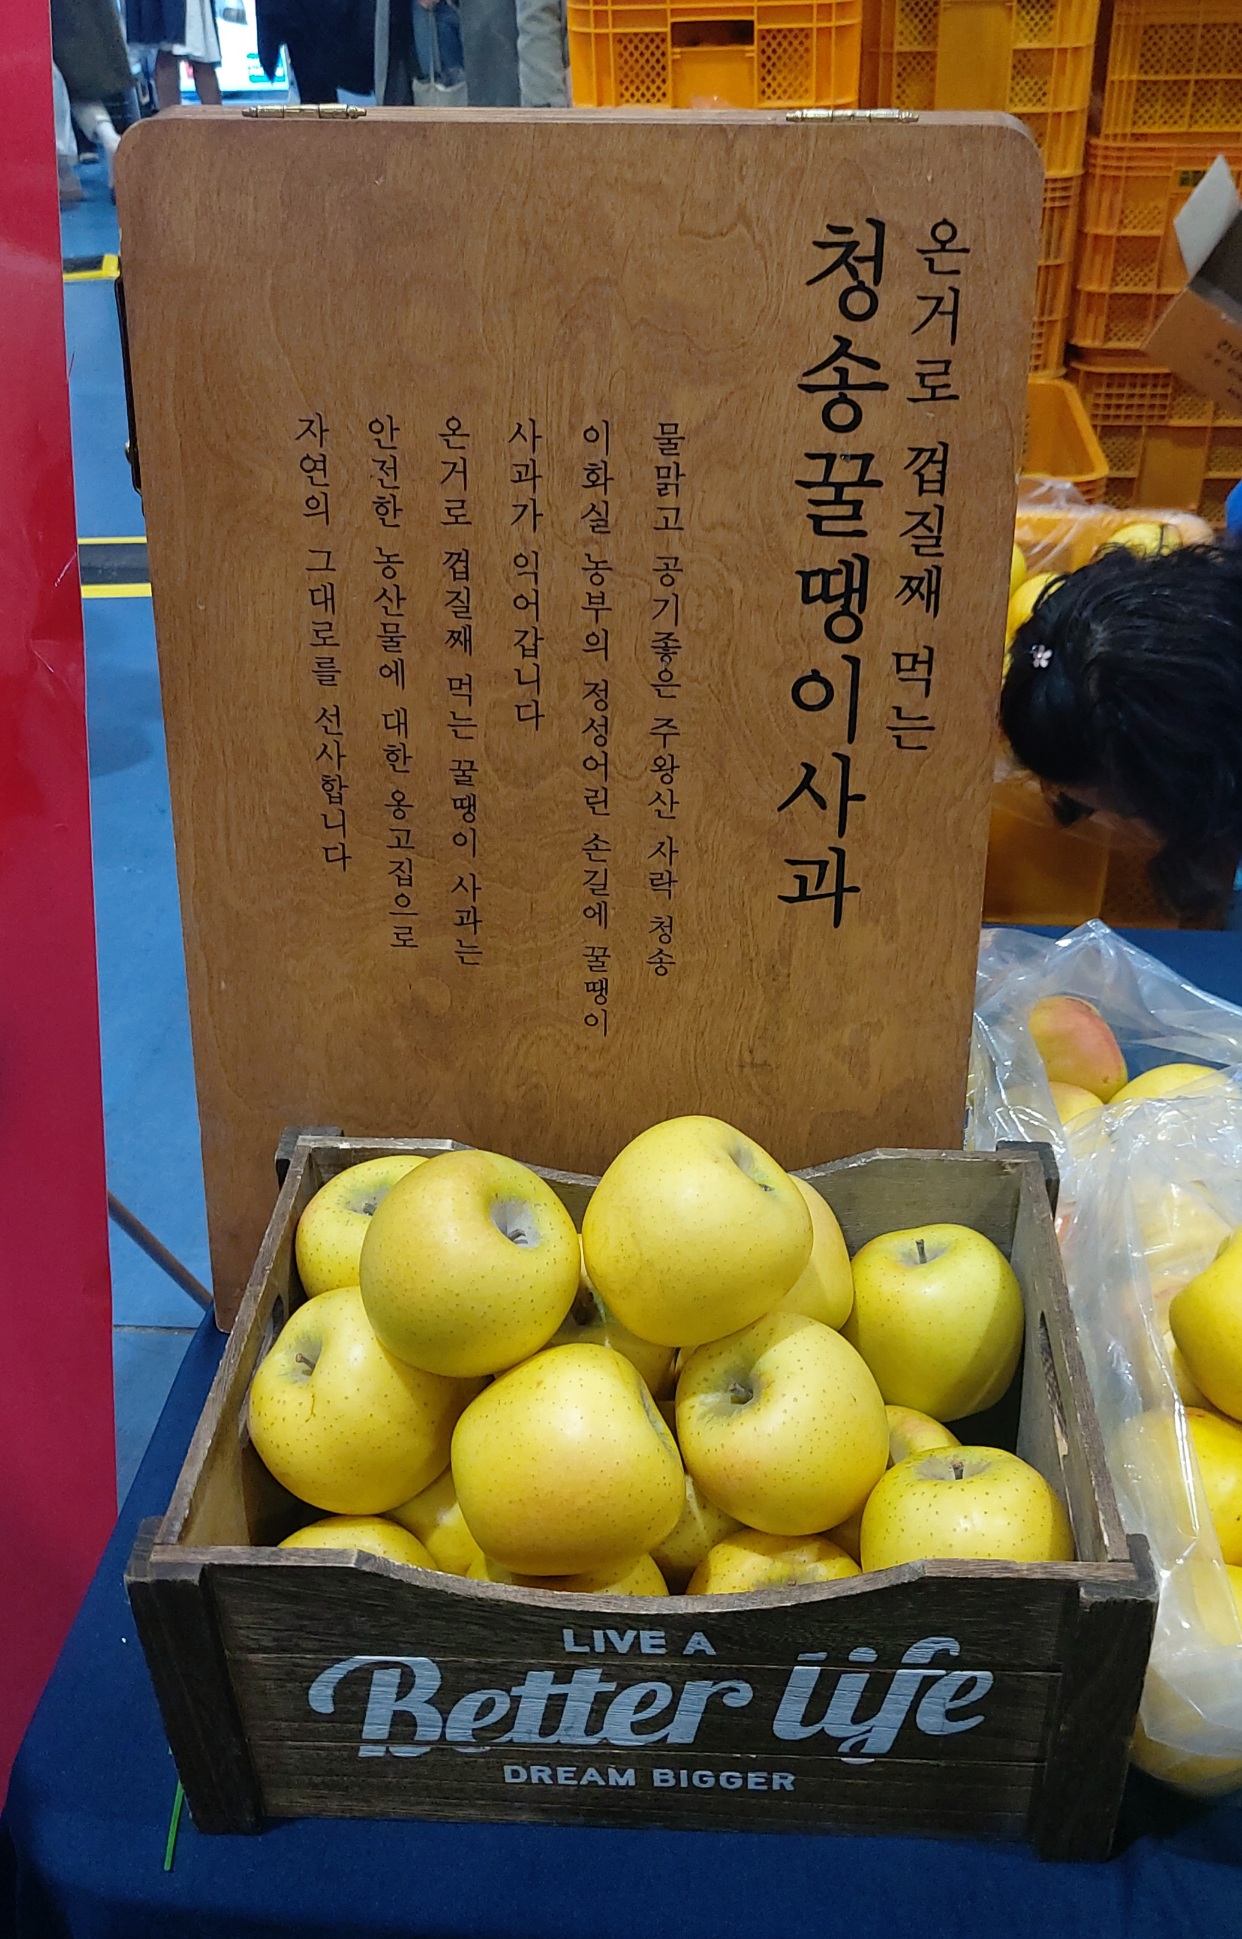 온거로 껍질째 먹는
청송꿀땡이사과
물맑고 공기좋은 주왕산 사락 청송
이화실 농부의 정성어린 손길에 꿀땡이
사과가 익어갑니다
온거로 껍질째 먹는 꿀땡이 사과는
안전한 농산물에 대한 옹고집으로
자연의 그대로를 선사합니다
LIVE A
Better life
DREAM BIGGER